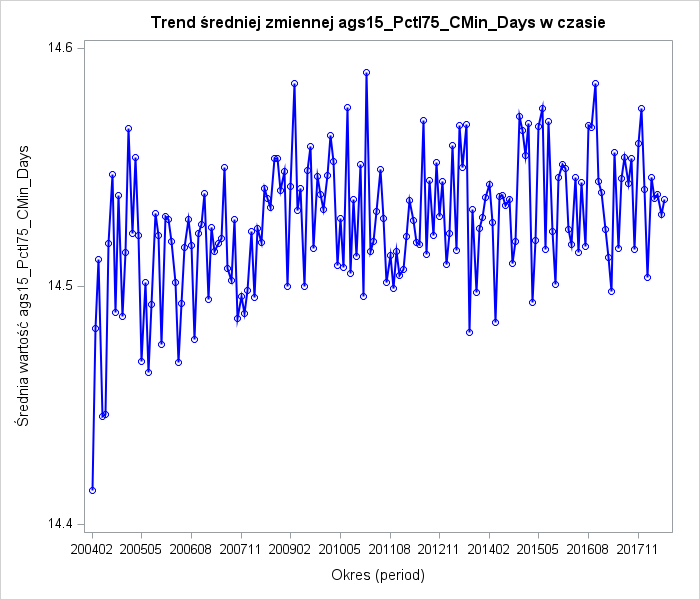 Trend średniej zmiennej ags15_Pctl75_CMin_Days w czasie
14.6
14.5
14.4
Średnia wartość ags15_Pctl75_CMin_Days
200402 200505 200608 200711 200902 201005 201108 201211 201402 201505 201608 201711
Okres (period)